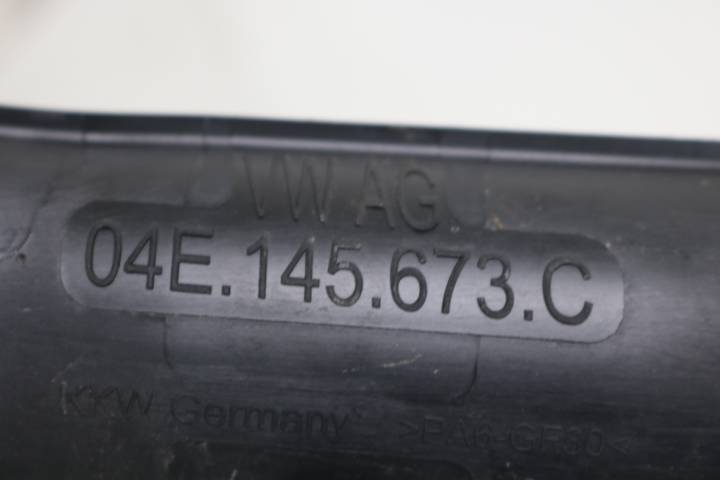 VW AG
04E.145.673.C
KKW Germany >PA6-GF30<